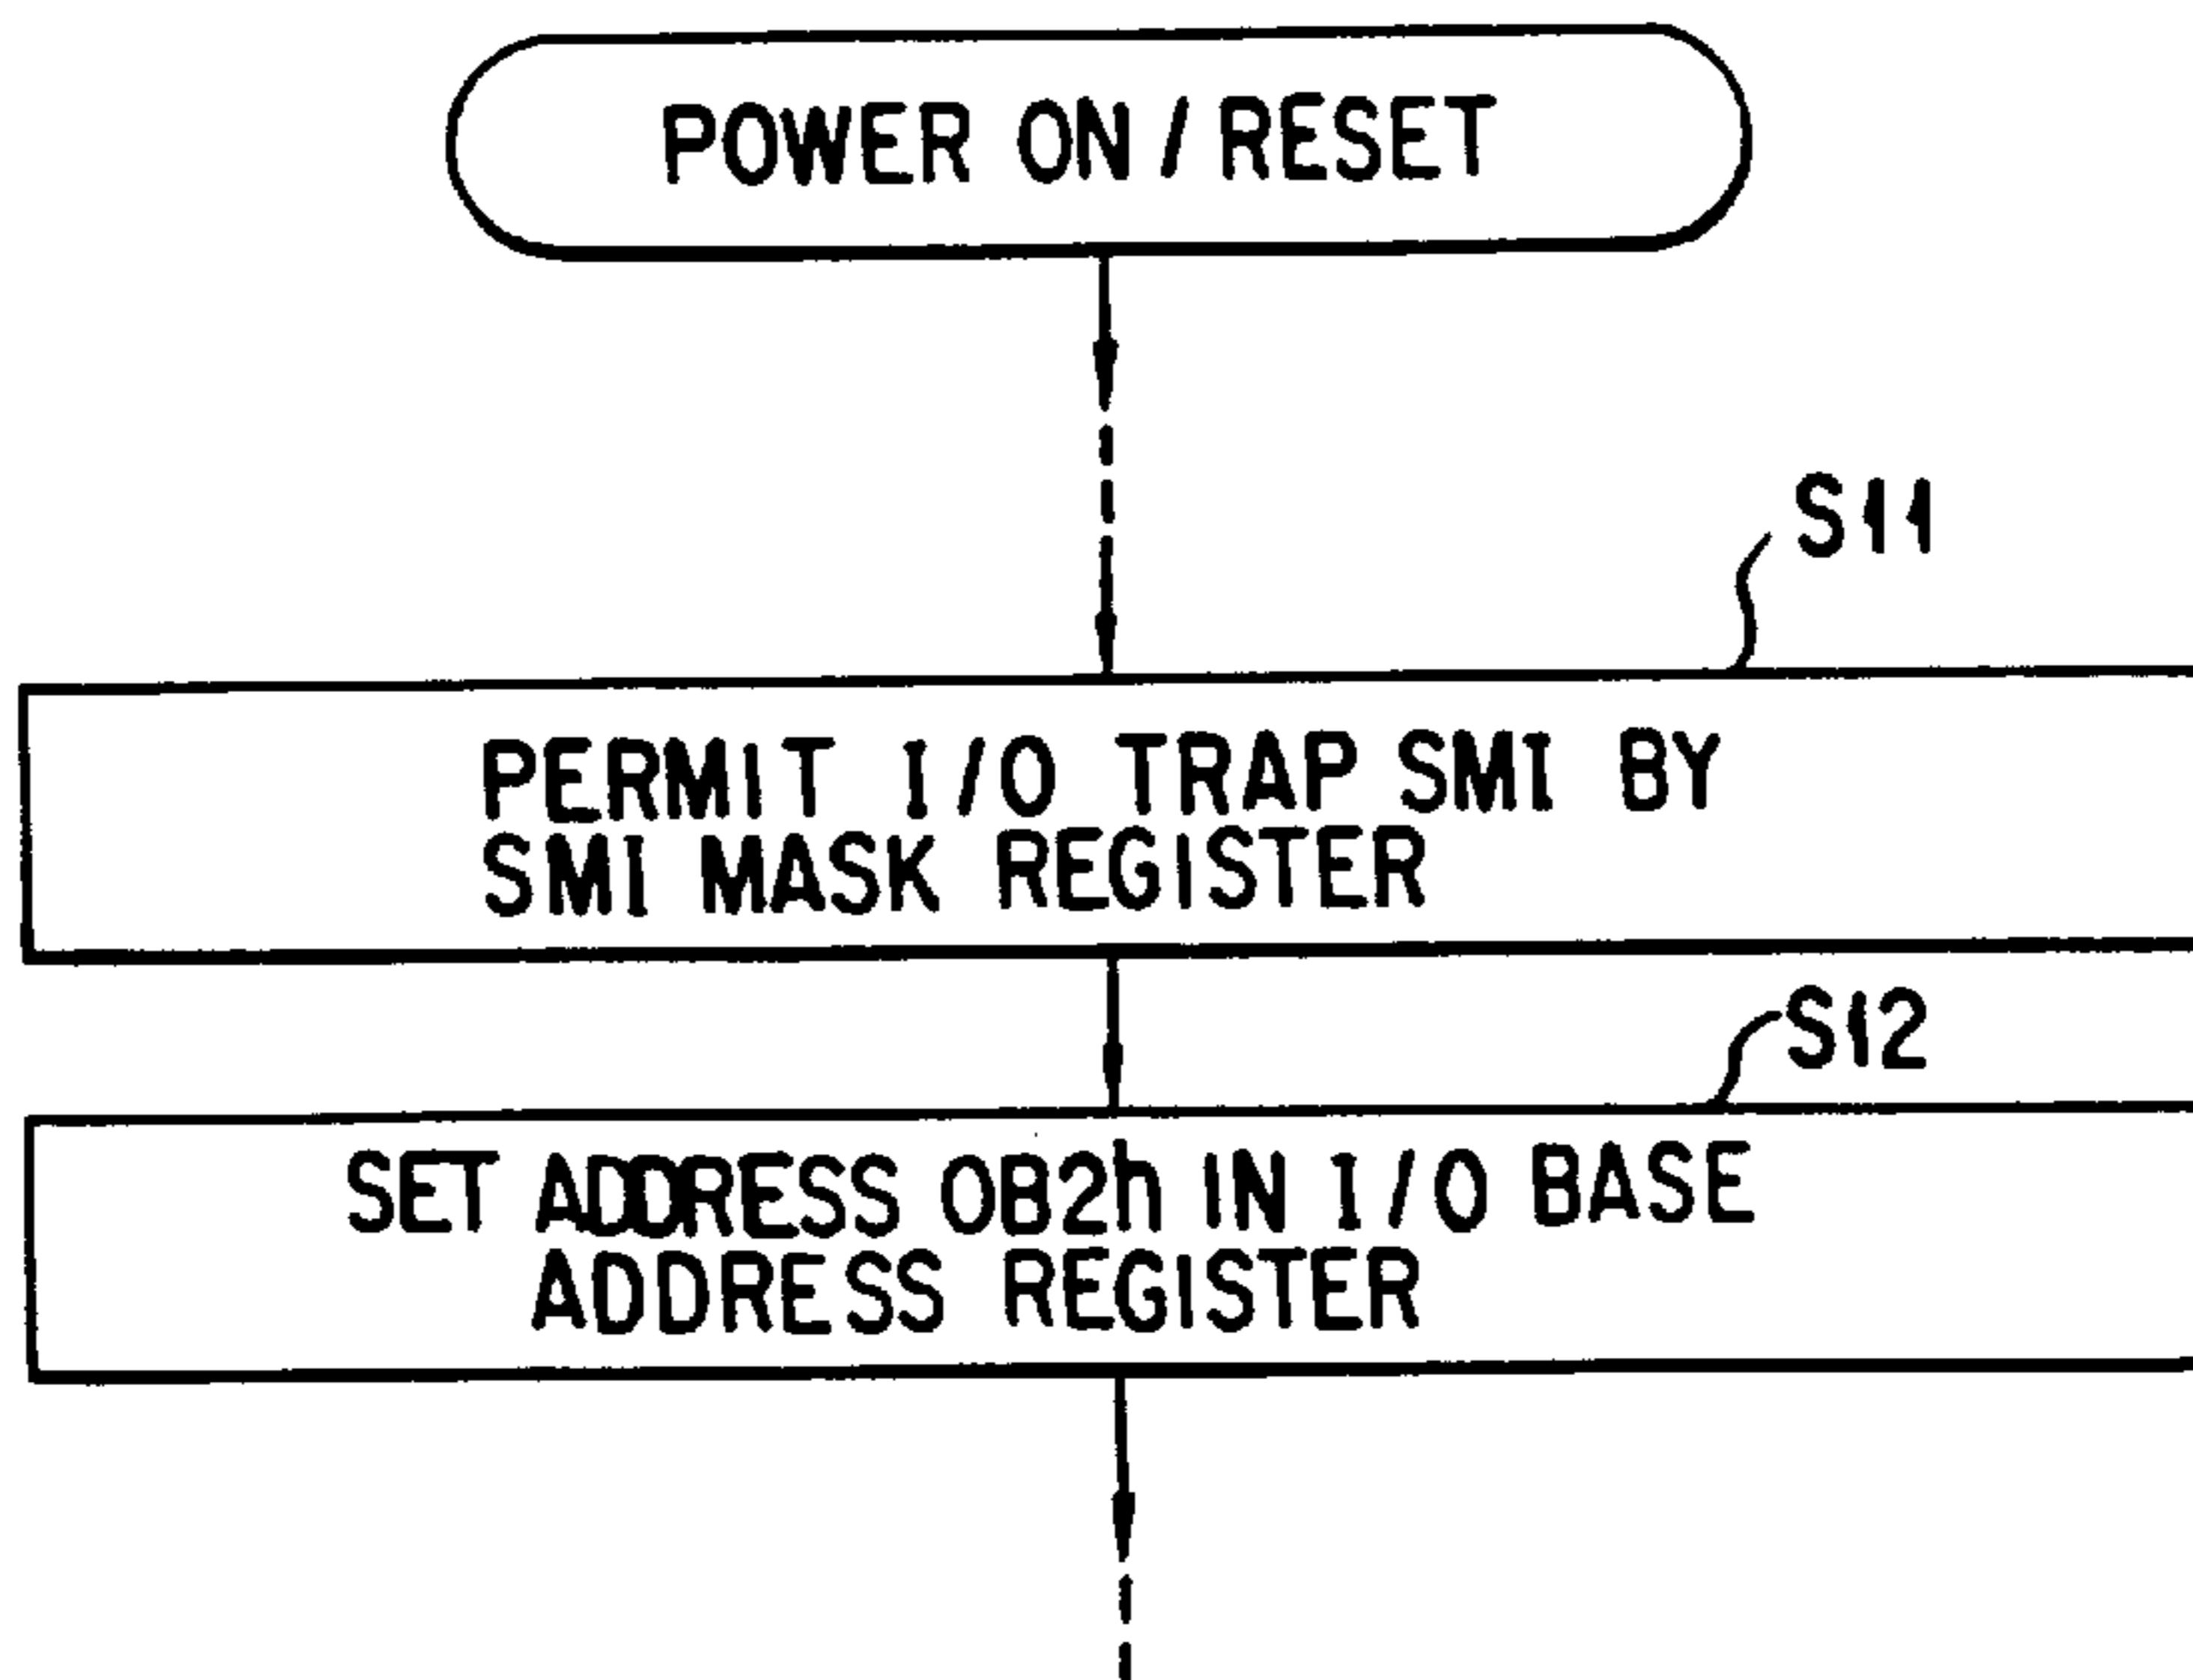 POWER ON / RESET
S11
PERMIT I/O TRAP SMI BY
SMI MASK REGISTER
S12
SET ADDRESS 0B2h IN I/O BASE
ADDRESS REGISTER